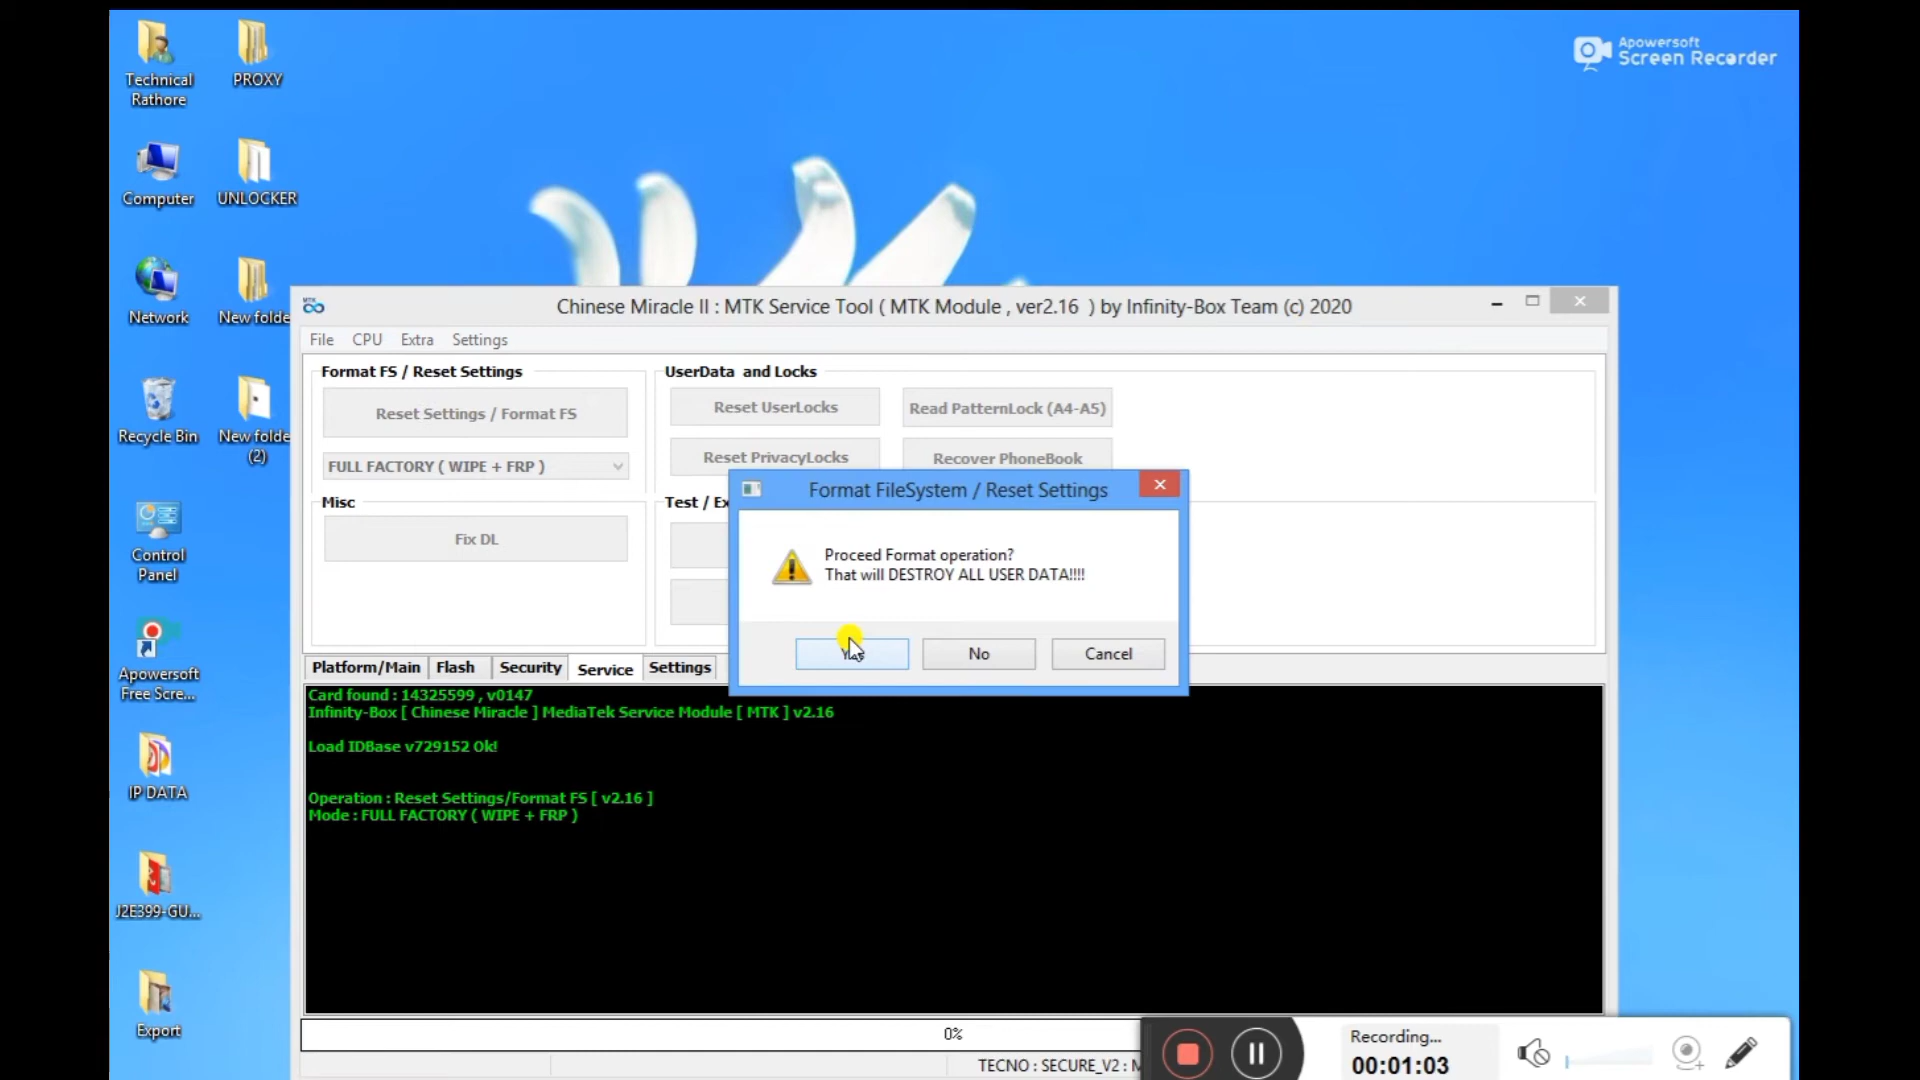 Technical
Rathore
PROXY
Computer
UNLOCKER
Network
New folde
Recycle Bin
New folde
(2)
Control
Panel
Apowersoft
Free Scre...
IP DATA
J2E399-GU...
Export
Apowersoft
Screen Recorder
MTK
Chinese Miracle II : MTK Service Tool ( MTK Module , ver2.16 ) by Infinity-Box Team (c) 2020
File CPU Extra Settings
Format FS / Reset Settings
Reset Settings / Format FS
FULL FACTORY ( WIPE + FRP )
Misc
Fix DL
UserData and Locks
Reset UserLocks
Read PatternLock (A4-A5)
Reset PrivacyLocks
Recover PhoneBook
Test / Ex
Format FileSystem / Reset Settings
Proceed Format operation?
That will DESTROY ALL USER DATA!!!!
No
Cancel
Platform/Main Flash Security Service Settings
Card found : 14325599 , v0147
Infinity-Box [ Chinese Miracle ] MediaTek Service Module [ MTK ] v2.16
Load IDBase v729152 Ok!
Operation : Reset Settings/Format FS [ v2.16 ]
Mode : FULL FACTORY ( WIPE + FRP )
0%
TECNO : SECURE_V2 : M
Recording...
00:01:03